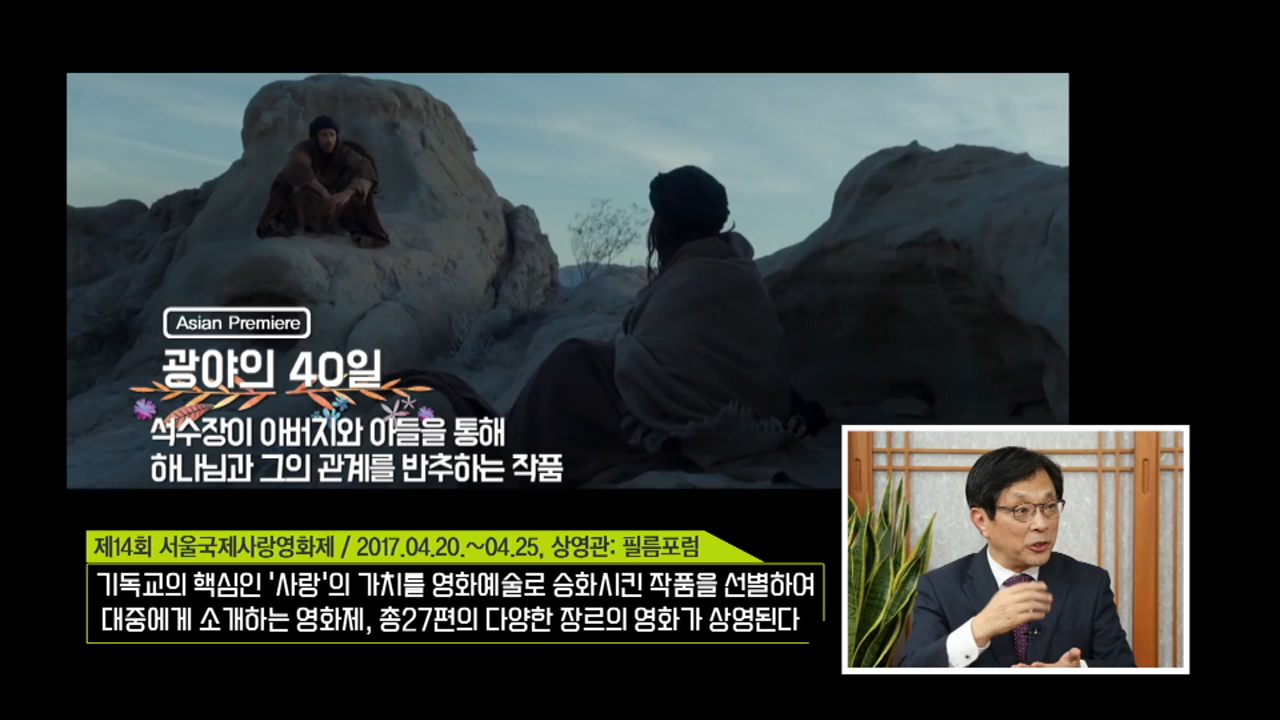 Asian Premiere
광야의 40일
석수장이 아버지와 아들을 통해
하나님과 그의 관계를 반추하는 작품
제14회 서울국제사랑영화제 / 2017.04.20.~04.25, 상영관: 필름포럼
기독교의 핵심인 '사랑'의 가치를 영화예술로 승화시킨 작품을 선별하여
대중에게 소개하는 영화제, 총27편의 다양한 장르의 영화가 상영된다